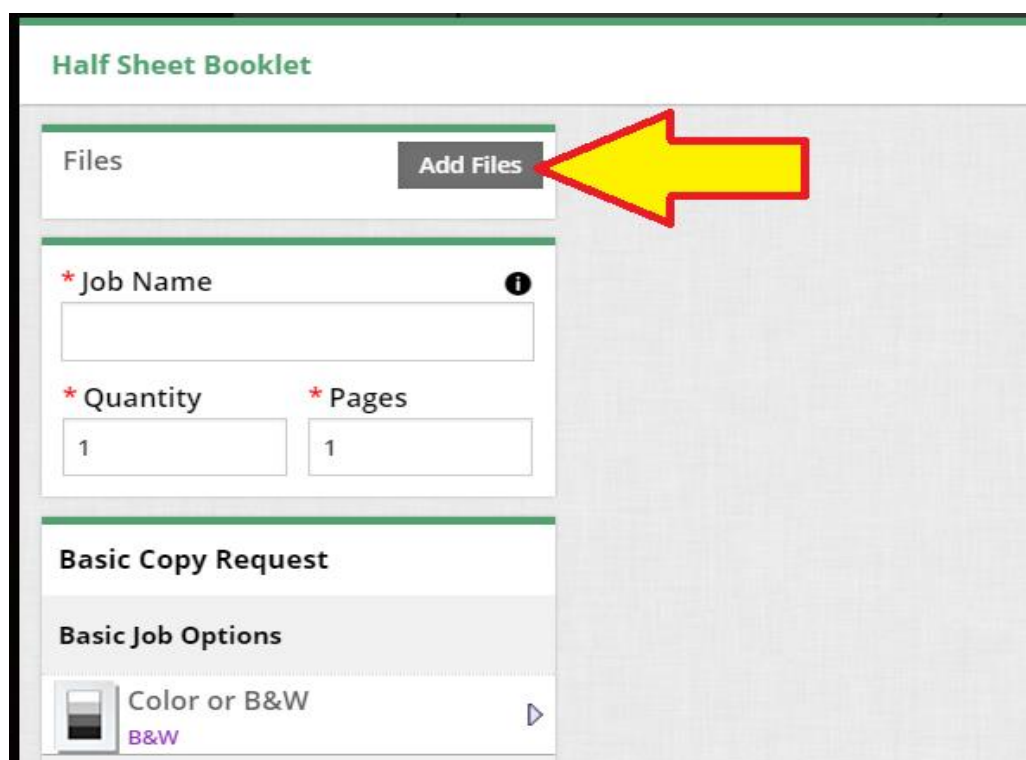 Half Sheet Booklet
Files
Add Files
* Job Name
* Quantity
* Pages
1
1
Basic Copy Request
Basic Job Options
Color or B&W
B&W